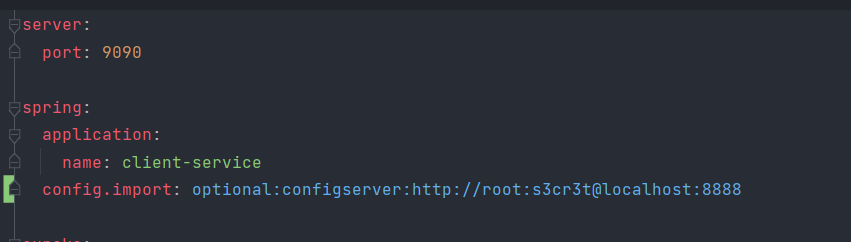 server:
  port: 9090
spring:
  application:
    name: client-service
  config.import: optional:configserver:http://root:s3cr3t@localhost:8888